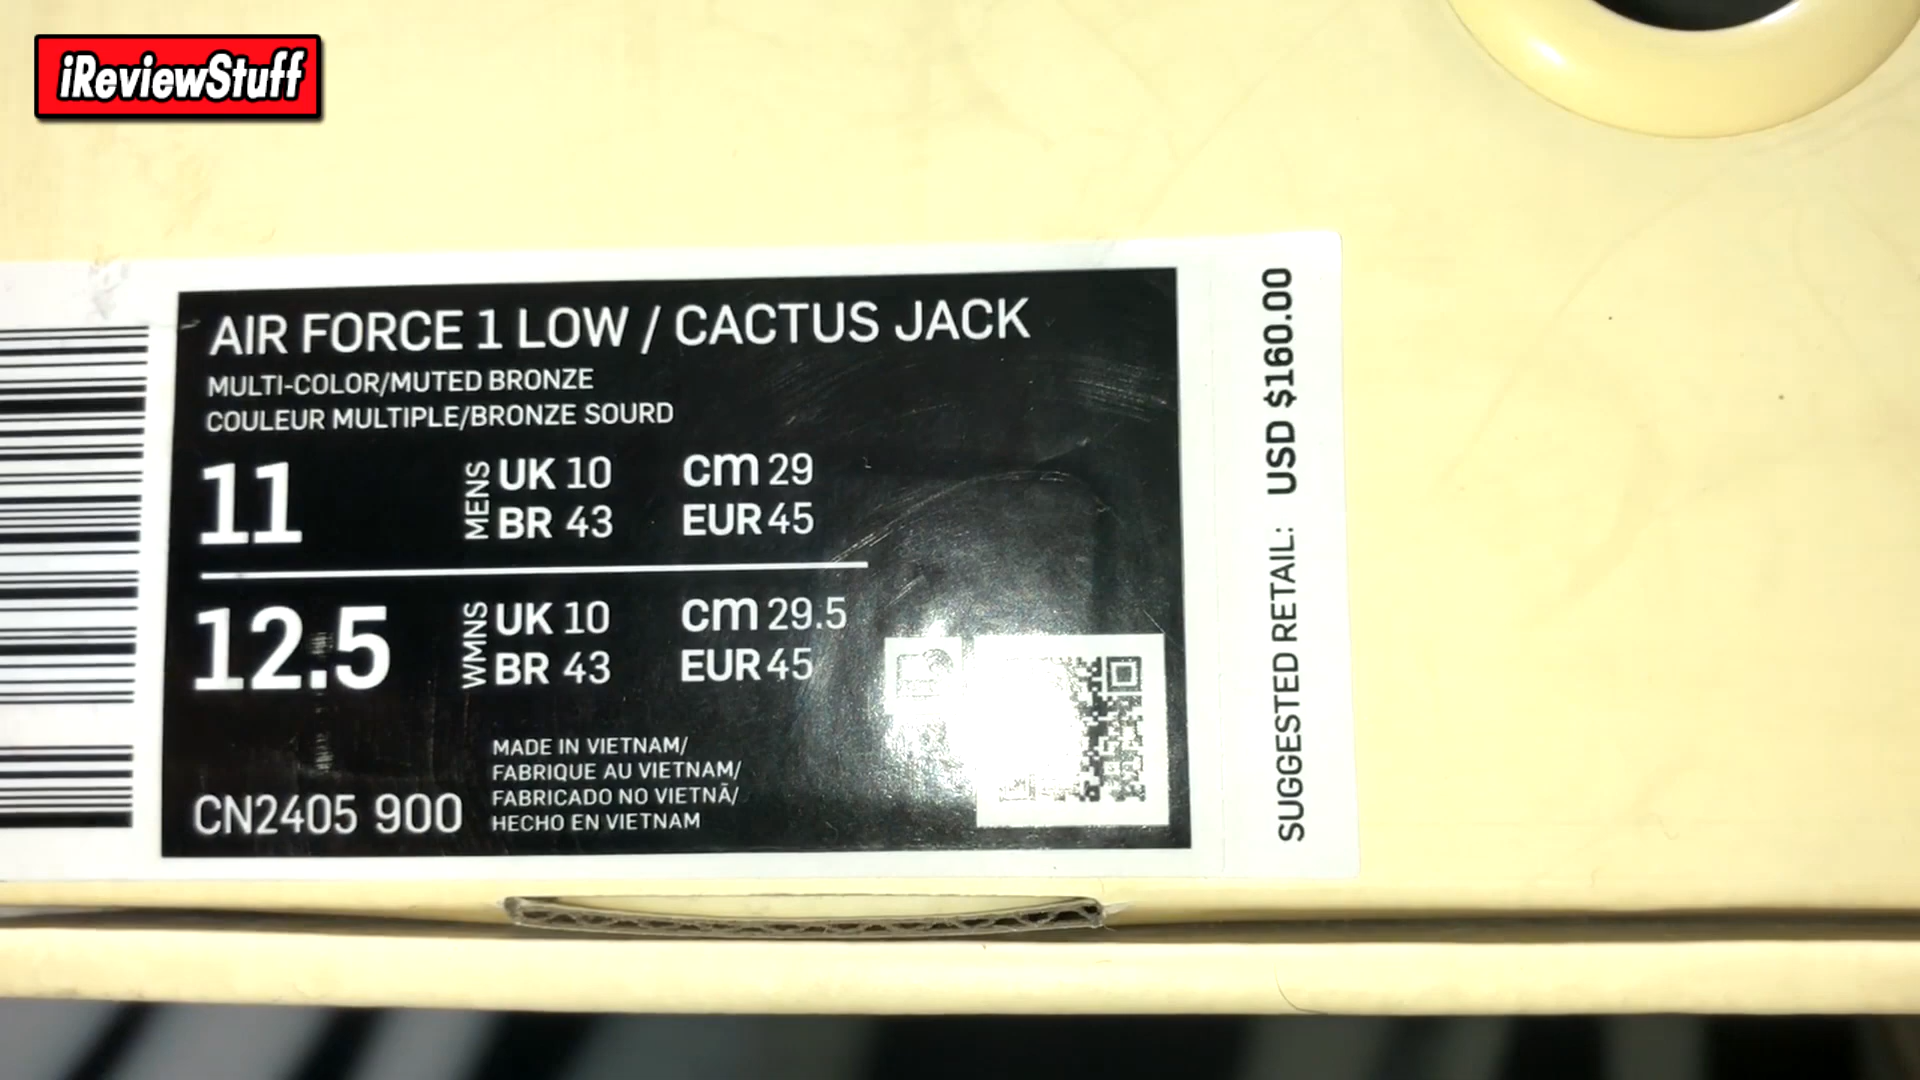 iReviewStuff
AIR FORCE 1 LOW / CACTUS JACK
MULTI-COLOR/MUTED BRONZE
COULEUR MULTIPLE/BRONZE SOURD
11
MENS
UK 10
cm 29
BR 43
EUR 45
12.5
WMNS
UK 10
cm 29.5
BR 43
EUR 45
MADE IN VIETNAM/
FABRIQUE AU VIETNAM/
FABRICADO NO VIETNÃ/
HECHO EN VIETNAM
CN2405 900
SUGGESTED RETAIL: USD $160.00